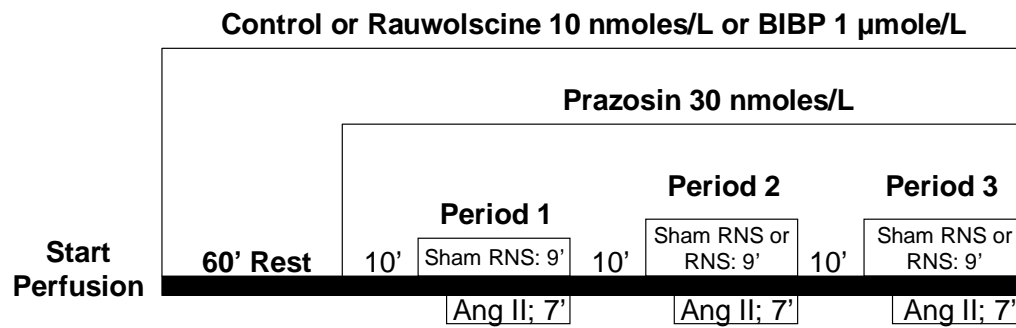 Control or Rauwolscine 10 nmoles/L or BIBP 1 µmole/L
Prazosin 30 nmoles/L
Period 1
Period 2
Period 3
Start
Perfusion
60’ Rest
10’
Sham RNS: 9’
10’
Sham RNS or
RNS: 9’
10’
Sham RNS or
RNS: 9’
Ang II; 7’
Ang II; 7’
Ang II; 7’